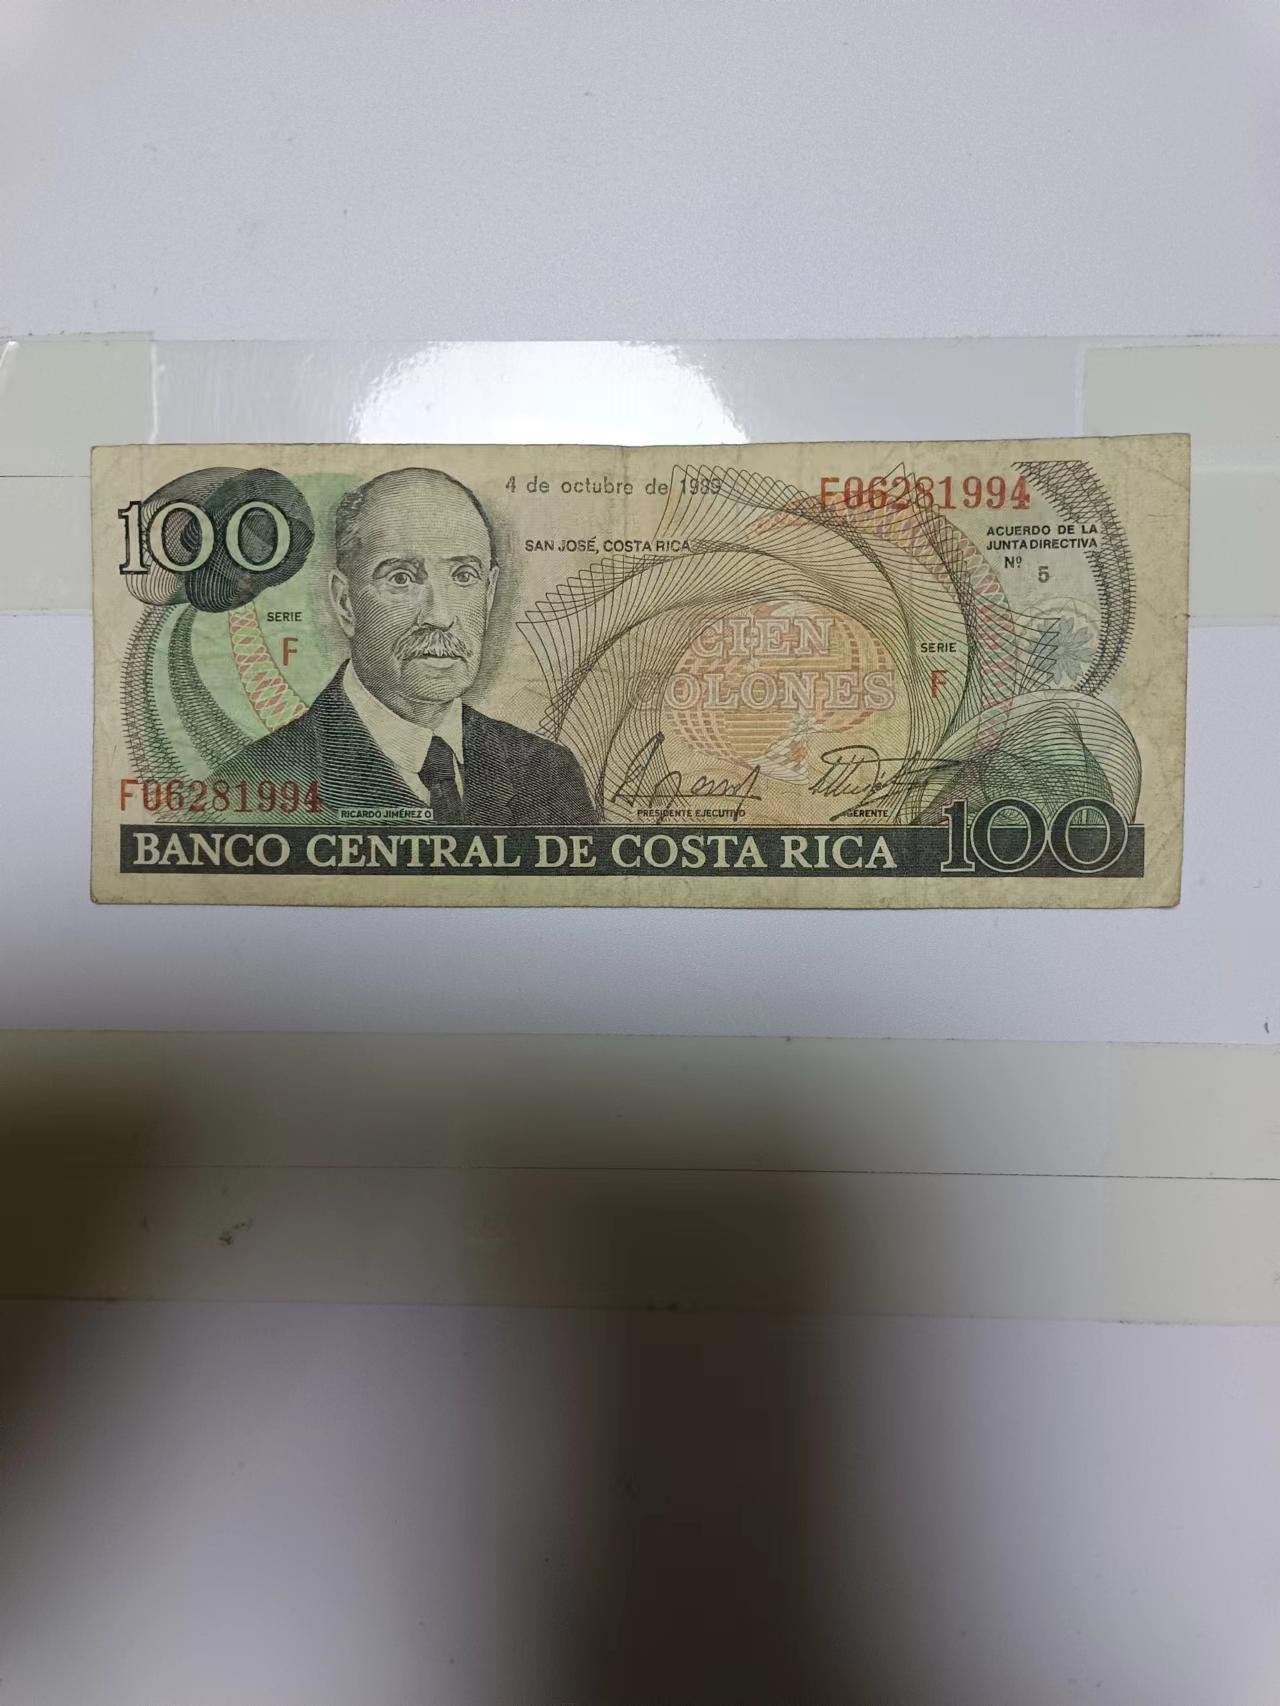 100
4 de octubre de 1989
F06281994
SAN JOSÉ, COSTA RICA
ACUERDO DE LA
JUNTA DIRECTIVA
Nº 5
SERIE
F
CIEN
COLONES
SERIE
F
F06281994
RICARDO JIMÉNEZ O
PRESIDENTE EJECUTIVO
GERENTE
BANCO CENTRAL DE COSTA RICA
100